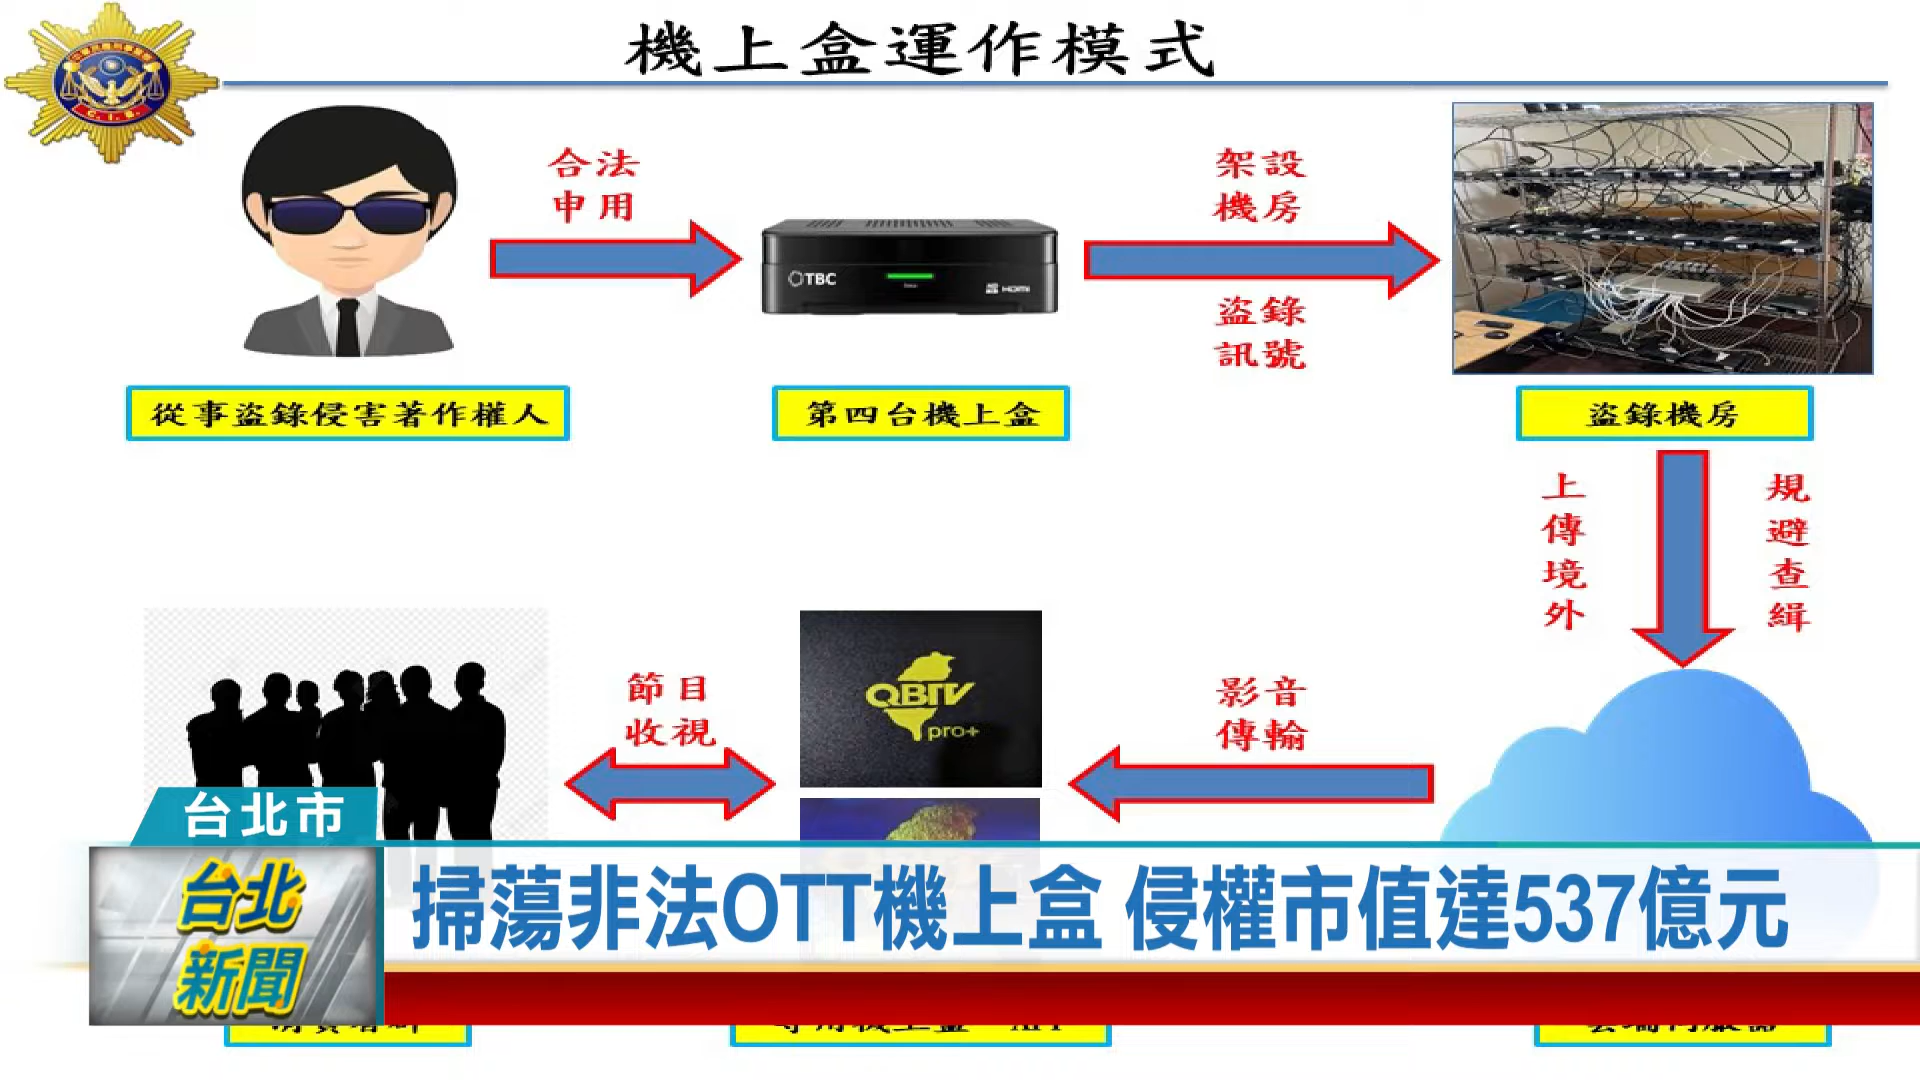 機上盒運作模式
C. I. B.
合法
申用
架設
機房
TBC
HDMI
盜錄
訊號
從事盜錄侵害著作權人
第四台機上盒
盜錄機房
上傳境外
規避查緝
節目
收視
QBTV
pro+
影音
傳輸
台北市
台北
新聞
掃蕩非法OTT機上盒 侵權市值達537億元